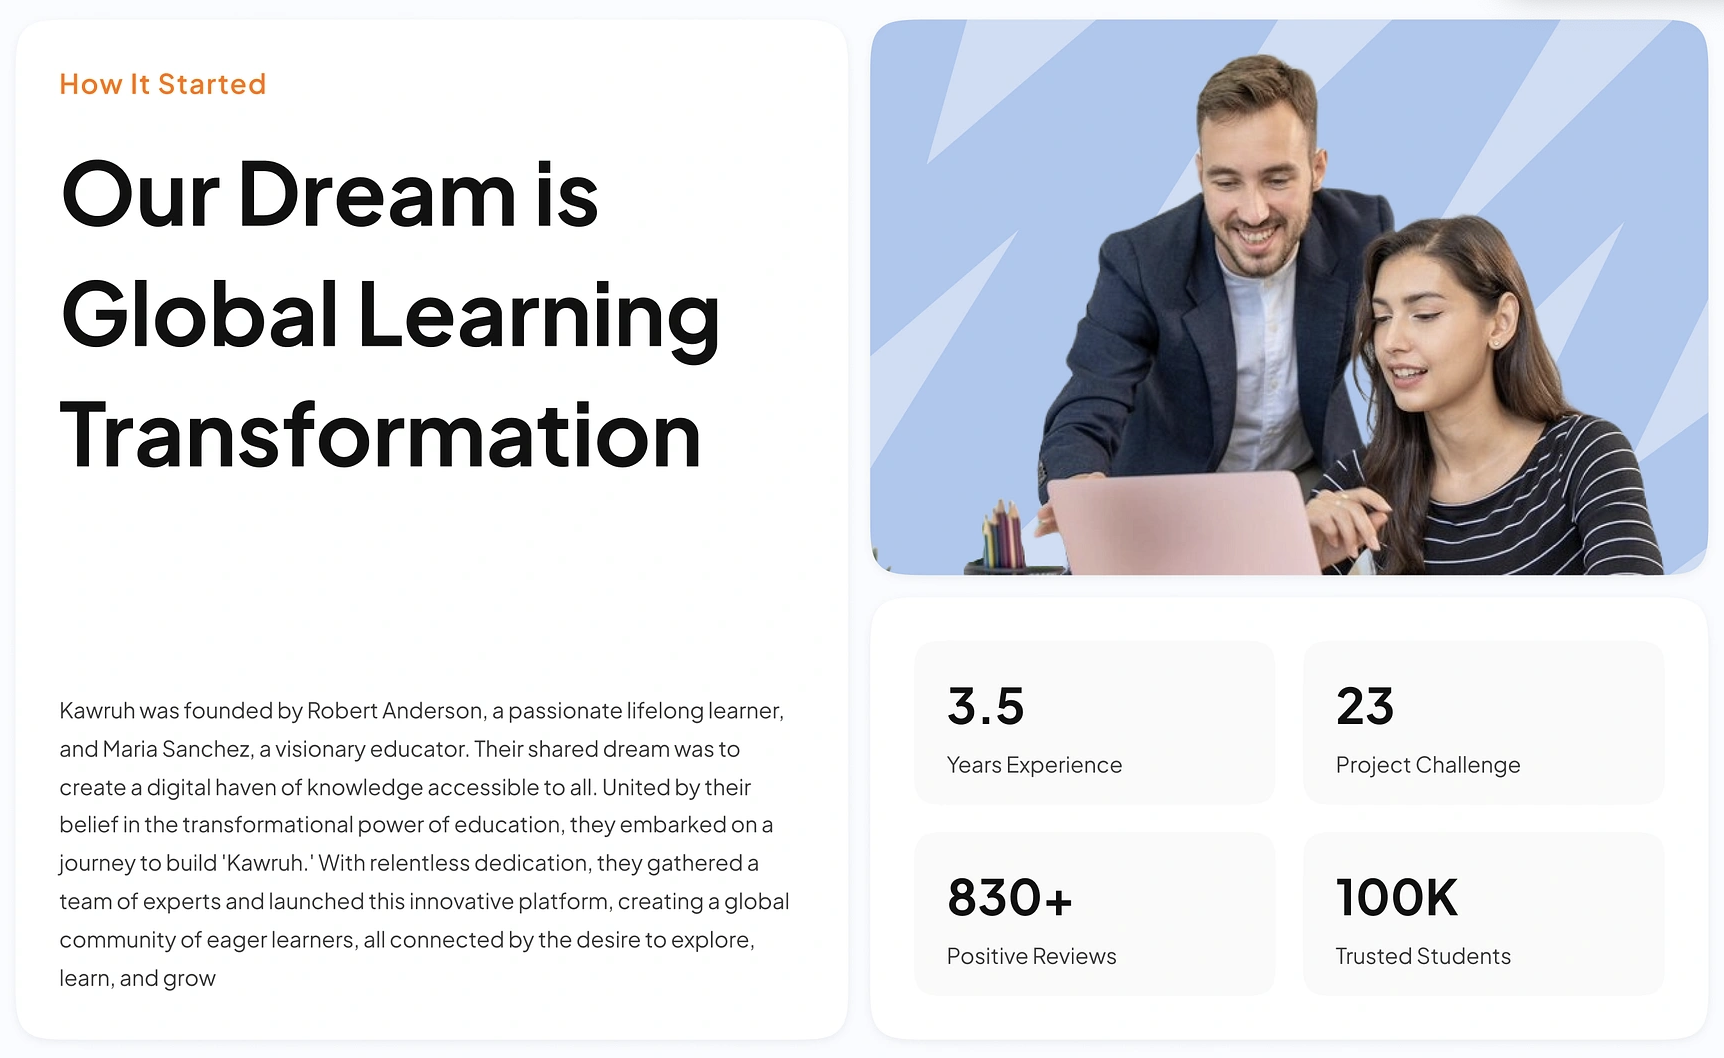 How It Started
Our Dream is
Global Learning
Transformation
Kawruh was founded by Robert Anderson, a passionate lifelong learner,
and Maria Sanchez, a visionary educator. Their shared dream was to
create a digital haven of knowledge accessible to all. United by their
belief in the transformational power of education, they embarked on a
journey to build 'Kawruh.' With relentless dedication, they gathered a
team of experts and launched this innovative platform, creating a global
community of eager learners, all connected by the desire to explore,
learn, and grow
3.5
Years Experience
23
Project Challenge
830+
Positive Reviews
100K
Trusted Students